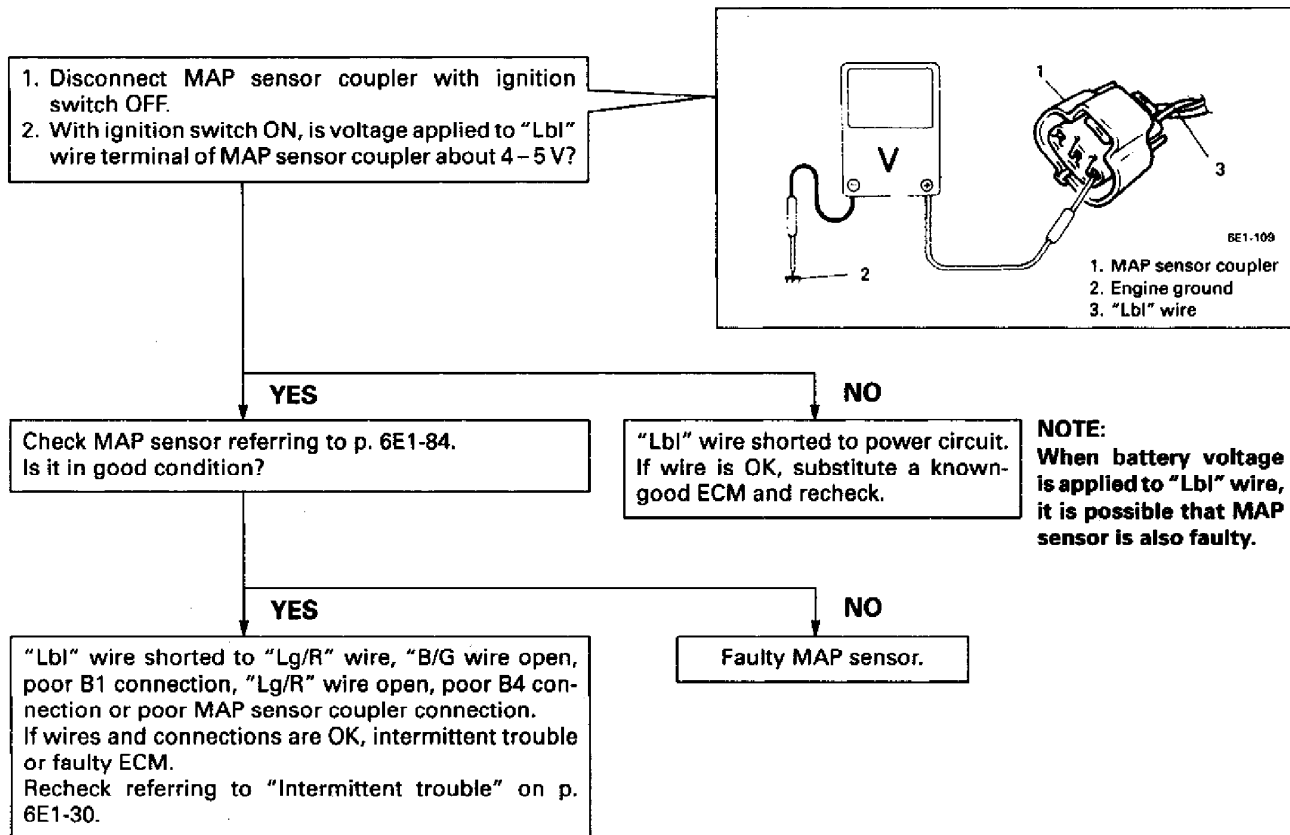 1. Disconnect MAP sensor coupler with ignition
switch OFF.
2. With ignition switch ON, is voltage applied to "Lbl"
wire terminal of MAP sensor coupler about 4 – 5 V?
V
1
3
2
6E1-109
1. MAP sensor coupler
2. Engine ground
3. "Lbl" wire
YES
NO
Check MAP sensor referring to p. 6E1-84.
Is it in good condition?
"Lbl" wire shorted to power circuit.
If wire is OK, substitute a known-
good ECM and recheck.
NOTE:
When battery voltage
is applied to "Lbl" wire,
it is possible that MAP
sensor is also faulty.
YES
NO
"Lbl" wire shorted to "Lg/R" wire, "B/G wire open,
poor B1 connection, "Lg/R" wire open, poor B4 con-
nection or poor MAP sensor coupler connection.
If wires and connections are OK, intermittent trouble
or faulty ECM.
Recheck referring to "Intermittent trouble" on p.
6E1-30.
Faulty MAP sensor.